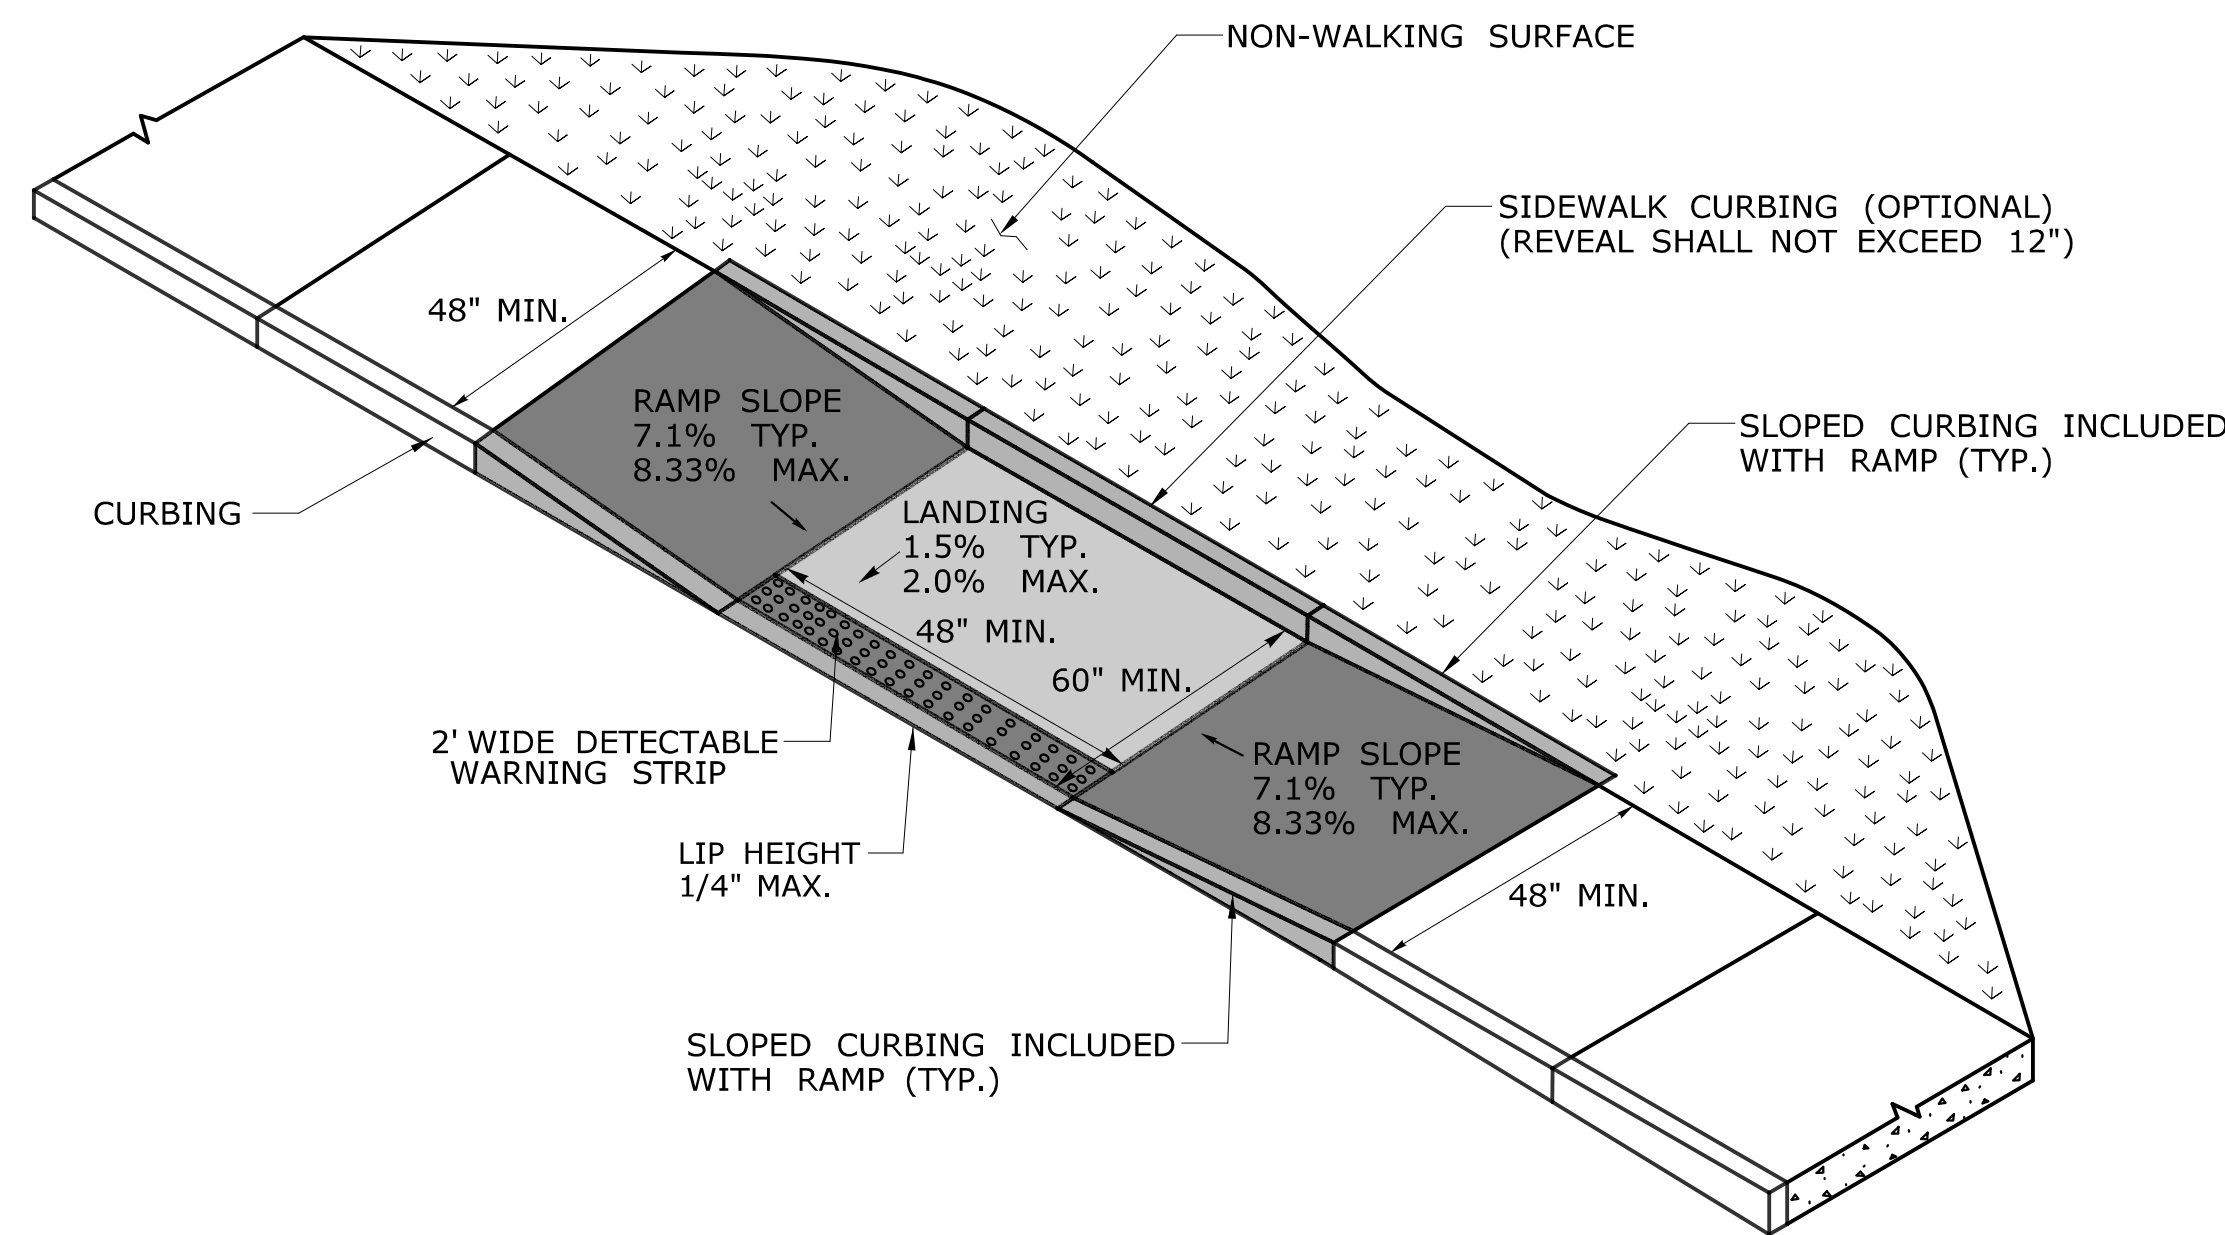 NON-WALKING SURFACE
SIDEWALK CURBING (OPTIONAL)
(REVEAL SHALL NOT EXCEED 12")
48" MIN.
RAMP SLOPE
7.1% TYP.
8.33% MAX.
SLOPED CURBING INCLUDED
WITH RAMP (TYP.)
CURBING
LANDING
1.5% TYP.
2.0% MAX.
48" MIN.
60" MIN.
2' WIDE DETECTABLE
WARNING STRIP
RAMP SLOPE
7.1% TYP.
8.33% MAX.
LIP HEIGHT
1/4" MAX.
48" MIN.
SLOPED CURBING INCLUDED
WITH RAMP (TYP.)